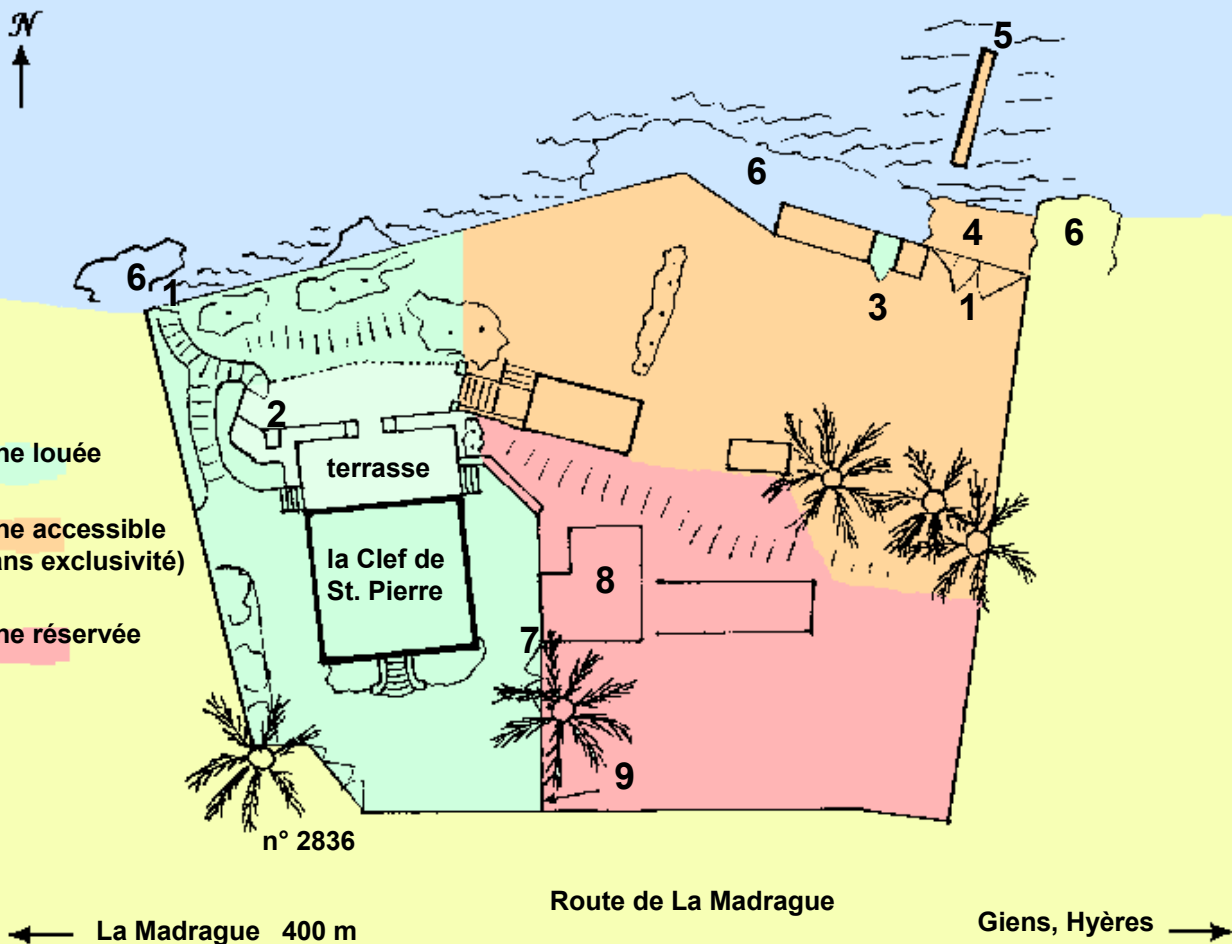 N
5
6
6
4
6
1
3
1
2
terrasse
ne louée
ne accessible
ans exclusivité)
la Clef de
St. Pierre
8
ne réservée
7
9
n° 2836
Route de La Madrague
La Madrague 400 m
Giens, Hyères